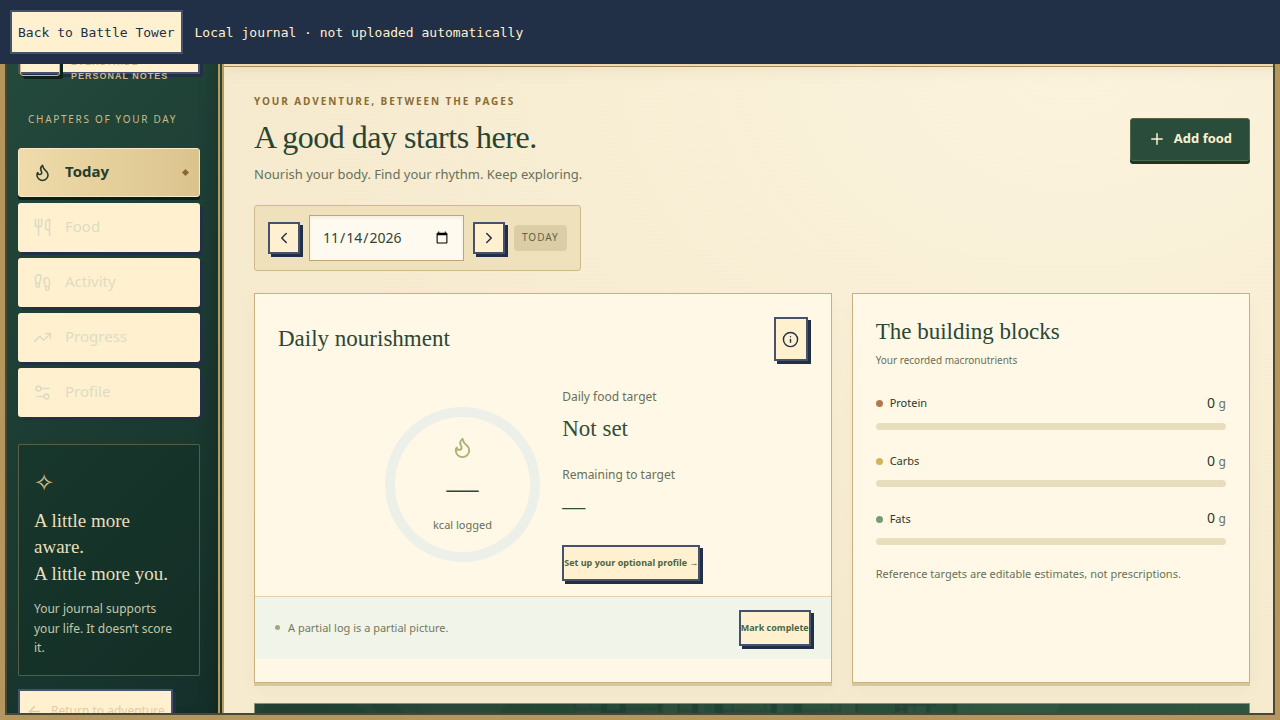 Back to Battle Tower
Local journal · not uploaded automatically
PERSONAL NOTES
CHAPTERS OF YOUR DAY
Today
Food
Activity
Progress
Profile
A little more
aware.
A little more you.
Your journal supports
your life. It doesn’t score
it.
Return to adventure
YOUR ADVENTURE, BETWEEN THE PAGES
A good day starts here.
Nourish your body. Find your rhythm. Keep exploring.
Add food
11/14/2026
TODAY
Daily nourishment
— kcal logged
Daily food target
Not set
Remaining to target
—
Set up your optional profile →
A partial log is a partial picture.
Mark complete
The building blocks
Your recorded macronutrients
Protein 0 g
Carbs 0 g
Fats 0 g
Reference targets are editable estimates, not prescriptions.